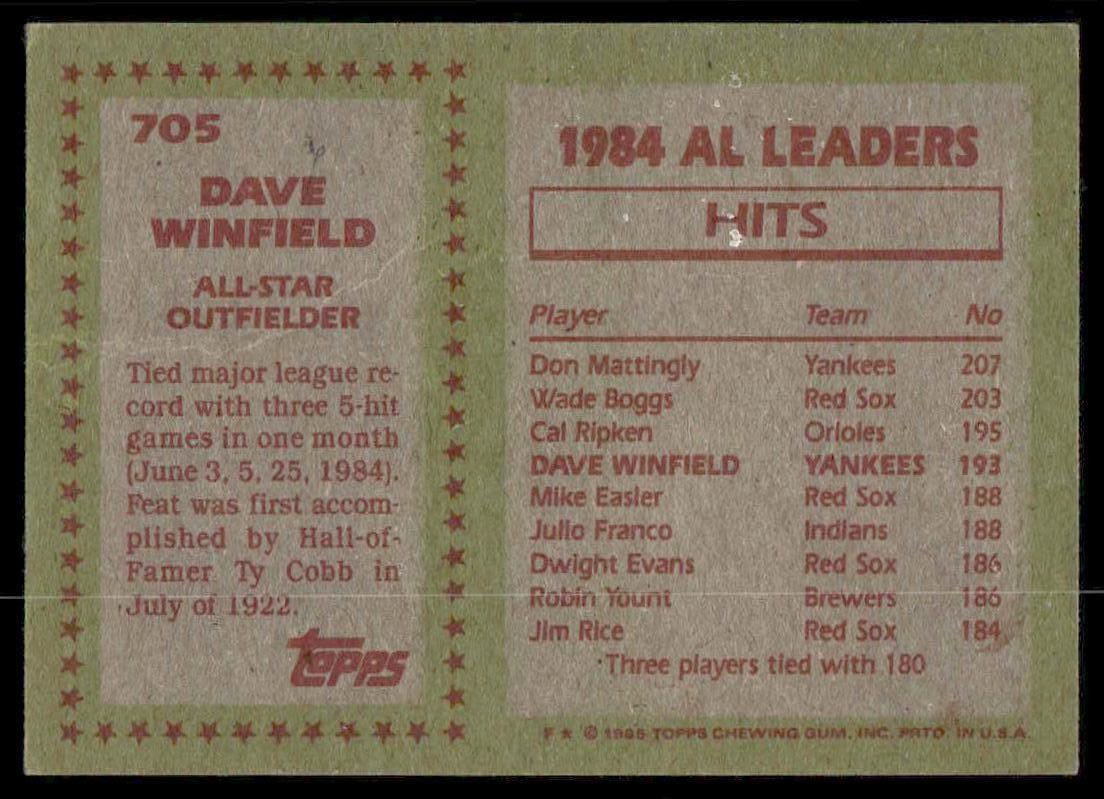 705
DAVE
WINFIELD
ALL-STAR
OUTFIELDER
Tied major league re-
cord with three 5-hit
games in one month
(June 3, 5, 25, 1984).
Feat was first accom-
plished by Hall-of-
Famer Ty Cobb in
July of 1922.
topps
1984 AL LEADERS
HITS
Player Team No
Don Mattingly Yankees 207
Wade Boggs Red Sox 203
Cal Ripken Orioles 195
DAVE WINFIELD YANKEES 193
Mike Easler Red Sox 188
Julio Franco Indians 188
Dwight Evans Red Sox 186
Robin Yount Brewers 186
Jim Rice Red Sox 184
Three players tied with 180
F ★ © 1985 TOPPS CHEWING GUM, INC. PRTD. IN U.S.A.